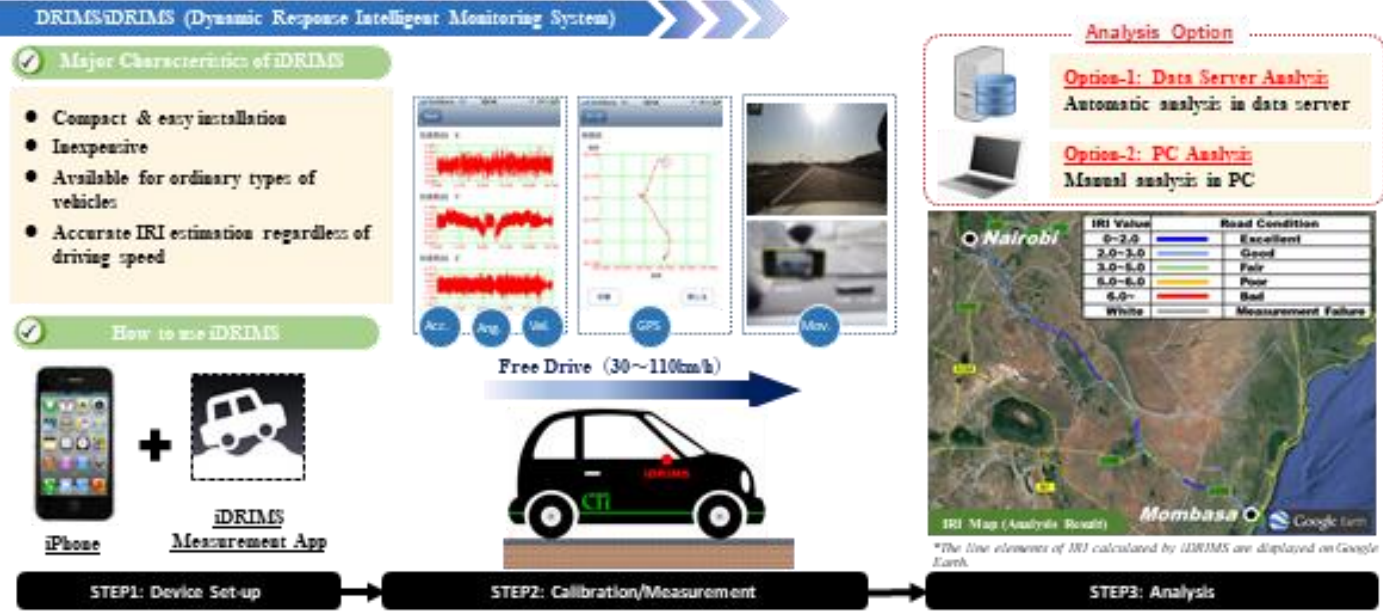 DRIMS/iDRIMS (Dynamic Response Intelligent Monitoring System)
Major Characteristics of iDRIMS
● Compact & easy installation
● Inexpensive
● Available for ordinary types of
vehicles
● Accurate IRI estimation regardless of
driving speed
How to use iDRIMS
iPhone
iDRIMS
Measurement App
Acc.
Ang.
Vel.
GPS
Mov.
Free Drive (30～110km/h)
iDRIMS
CTi
Analysis Option
Option-1: Data Server Analysis
Automatic analysis in data server
Option-2: PC Analysis
Manual analysis in PC
IRI Value Road Condition
0~2.0 Excellent
2.0~3.0 Good
3.0~5.0 Fair
5.0~6.0 Poor
6.0~ Bad
White Measurement Failure
Nairobi
Mombasa
IRI Map (Analysis Result)
Google Earth
*The line elements of IRI calculated by iDRIMS are displayed on Google
Earth.
STEP1: Device Set-up
STEP2: Calibration/Measurement
STEP3: Analysis